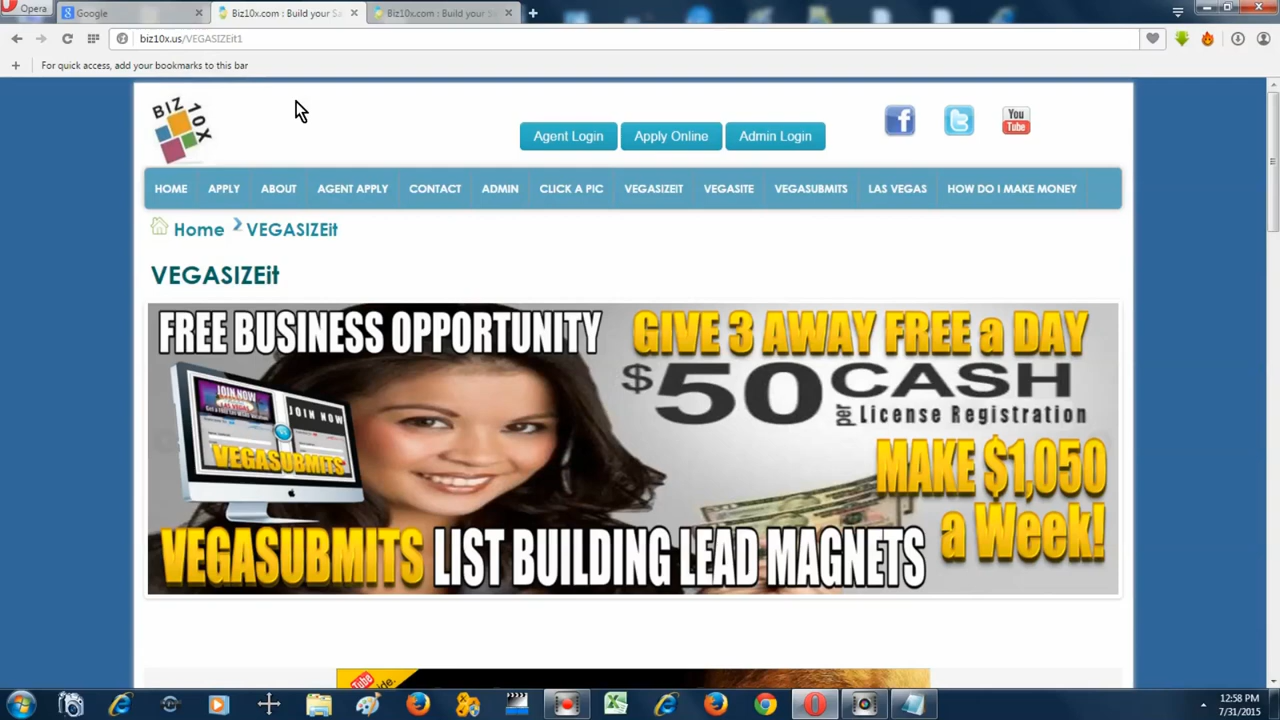 Opera
Google
Biz10x.com : Build your Sa
Biz10x.com : Build your S
biz10x.us/VEGASIZEit1
For quick access, add your bookmarks to this bar
BIZ 10X
Agent Login
Apply Online
Admin Login
You
Tube
HOME
APPLY
ABOUT
AGENT APPLY
CONTACT
ADMIN
CLICK A PIC
VEGASIZEIT
VEGASITE
VEGASUBMITS
LAS VEGAS
HOW DO I MAKE MONEY
Home
VEGASIZEit
VEGASIZEit
FREE BUSINESS OPPORTUNITY
GIVE 3 AWAY FREE a DAY
$50 CASH
per License Registration
JOIN NOW
LAS VEGAS
JOIN NOW
VEGASUBMITS
MAKE $1,050
a Week!
VEGASUBMITS LIST BUILDING LEAD MAGNETS
Tube
12:58 PM
7/31/2015